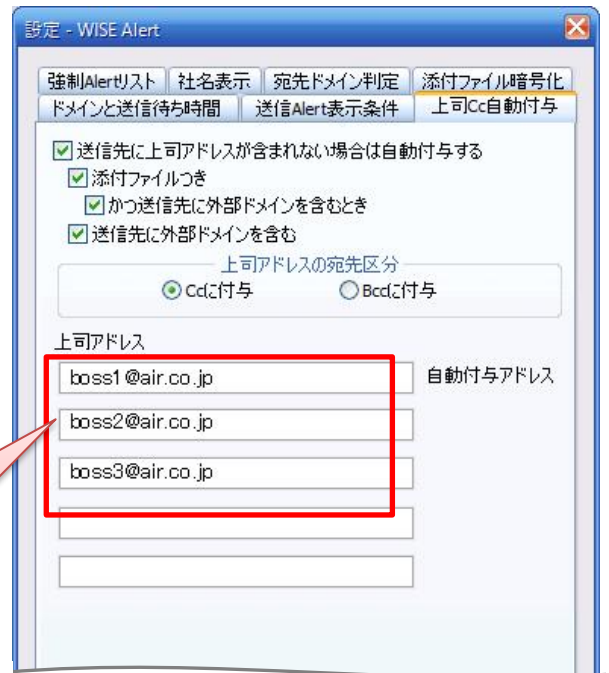 設定 - WISE Alert
強制Alertリスト 社名表示 宛先ドメイン判定 添付ファイル暗号化
ドメインと送信待ち時間 送信Alert表示条件 上司Cc自動付与
送信先に上司アドレスが含まれない場合は自動付与する
添付ファイルつき
かつ送信先に外部ドメインを含むとき
送信先に外部ドメインを含む
上司アドレスの宛先区分
Ccに付与 Bccに付与
上司アドレス
boss1@air.co.jp 自動付与アドレス
boss2@air.co.jp
boss3@air.co.jp